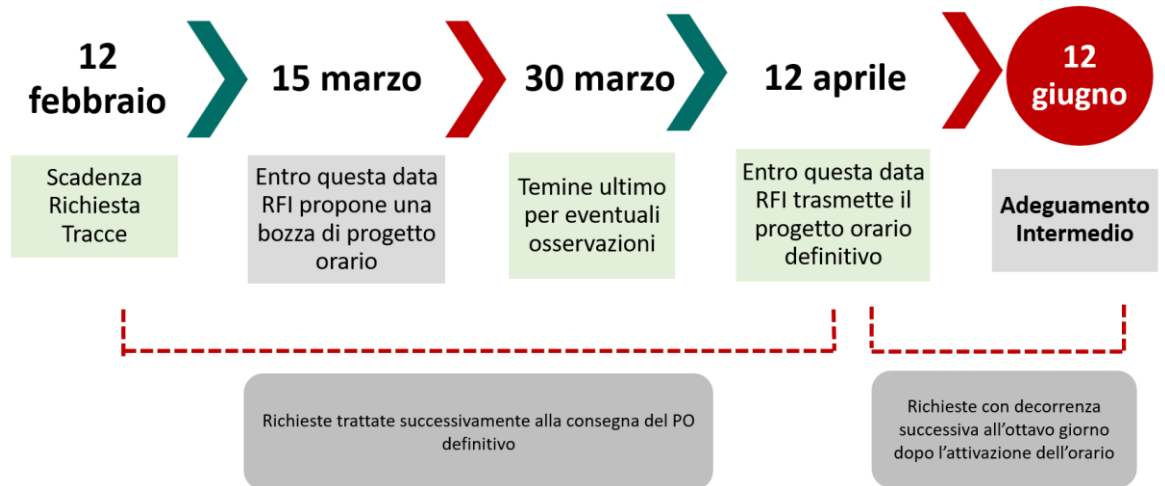 12
febbraio
15 marzo
30 marzo
12 aprile
12
giugno
Scadenza
Richiesta
Tracce
Entro questa data
RFI propone una
bozza di progetto
orario
Temine ultimo
per eventuali
osservazioni
Entro questa data
RFI trasmette il
progetto orario
definitivo
Adeguamento
Intermedio
Richieste trattate successivamente alla consegna del PO
definitivo
Richieste con decorrenza
successiva all’ottavo giorno
dopo l’attivazione dell’orario